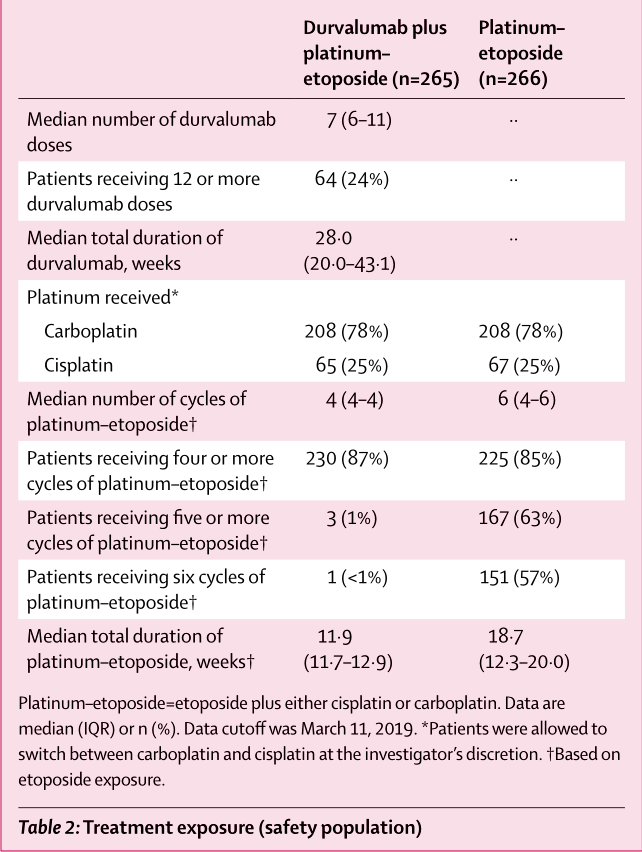 Durvalumab plus platinum–etoposide (n=265) Platinum–etoposide (n=266)
Median number of durvalumab doses 7 (6–11) ··
Patients receiving 12 or more durvalumab doses 64 (24%) ··
Median total duration of durvalumab, weeks 28·0 (20·0–43·1) ··
Platinum received*
Carboplatin 208 (78%) 208 (78%)
Cisplatin 65 (25%) 67 (25%)
Median number of cycles of platinum–etoposide† 4 (4–4) 6 (4–6)
Patients receiving four or more cycles of platinum–etoposide† 230 (87%) 225 (85%)
Patients receiving five or more cycles of platinum–etoposide† 3 (1%) 167 (63%)
Patients receiving six cycles of platinum–etoposide† 1 (<1%) 151 (57%)
Median total duration of platinum–etoposide, weeks† 11·9 (11·7–12·9) 18·7 (12·3–20·0)
Platinum–etoposide=etoposide plus either cisplatin or carboplatin. Data are
median (IQR) or n (%). Data cutoff was March 11, 2019. *Patients were allowed to
switch between carboplatin and cisplatin at the investigator's discretion. †Based on
etoposide exposure.
Table 2: Treatment exposure (safety population)